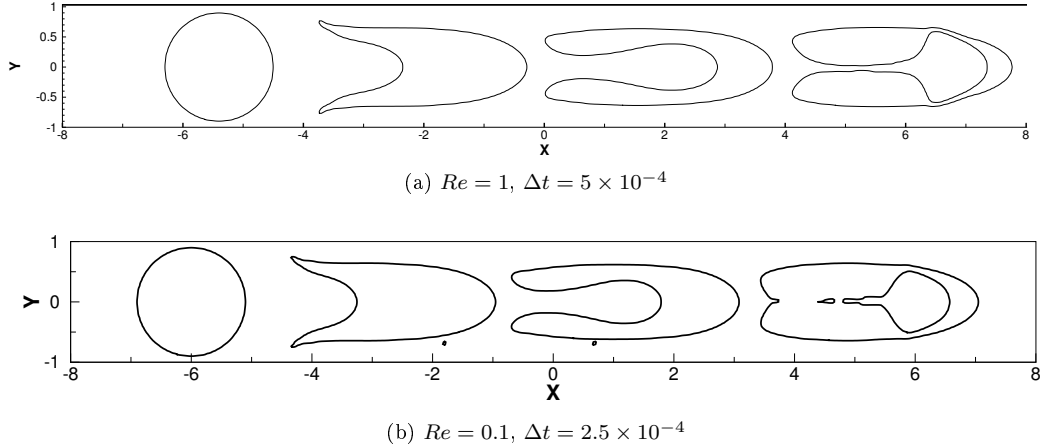 1
0.5
0
-0.5
-1
Y
-8 -6 -4 -2 0 2 4 6 8
X
(a) Re = 1, Δt = 5 × 10⁻⁴
1
0
-1
Y
-8 -6 -4 -2 0 2 4 6 8
X
(b) Re = 0.1, Δt = 2.5 × 10⁻⁴